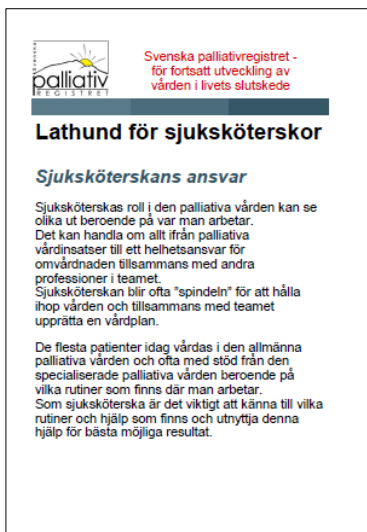 Svenska palliativregistret -
för fortsatt utveckling av
vården i livets slutskede
SVENSKA
palliativ
REGISTRET
Lathund för sjuksköterskor
Sjuksköterskans ansvar
Sjuksköterskas roll i den palliativa vården kan se
olika ut beroende på var man arbetar.
Det kan handla om allt ifrån palliativa
vårdinsatser till ett helhetsansvar för
omvårdnaden tillsammans med andra
professioner i teamet.
Sjuksköterskan blir ofta "spindeln" för att hålla
ihop vården och tillsammans med teamet
upprätta en vårdplan.
De flesta patienter idag vårdas i den allmänna
palliativa vården och ofta med stöd från den
specialiserade palliativa vården beroende på
vilka rutiner som finns där man arbetar.
Som sjuksköterska är det viktigt att känna till vilka
rutiner och hjälp som finns och utnyttja denna
hjälp för bästa möjliga resultat.